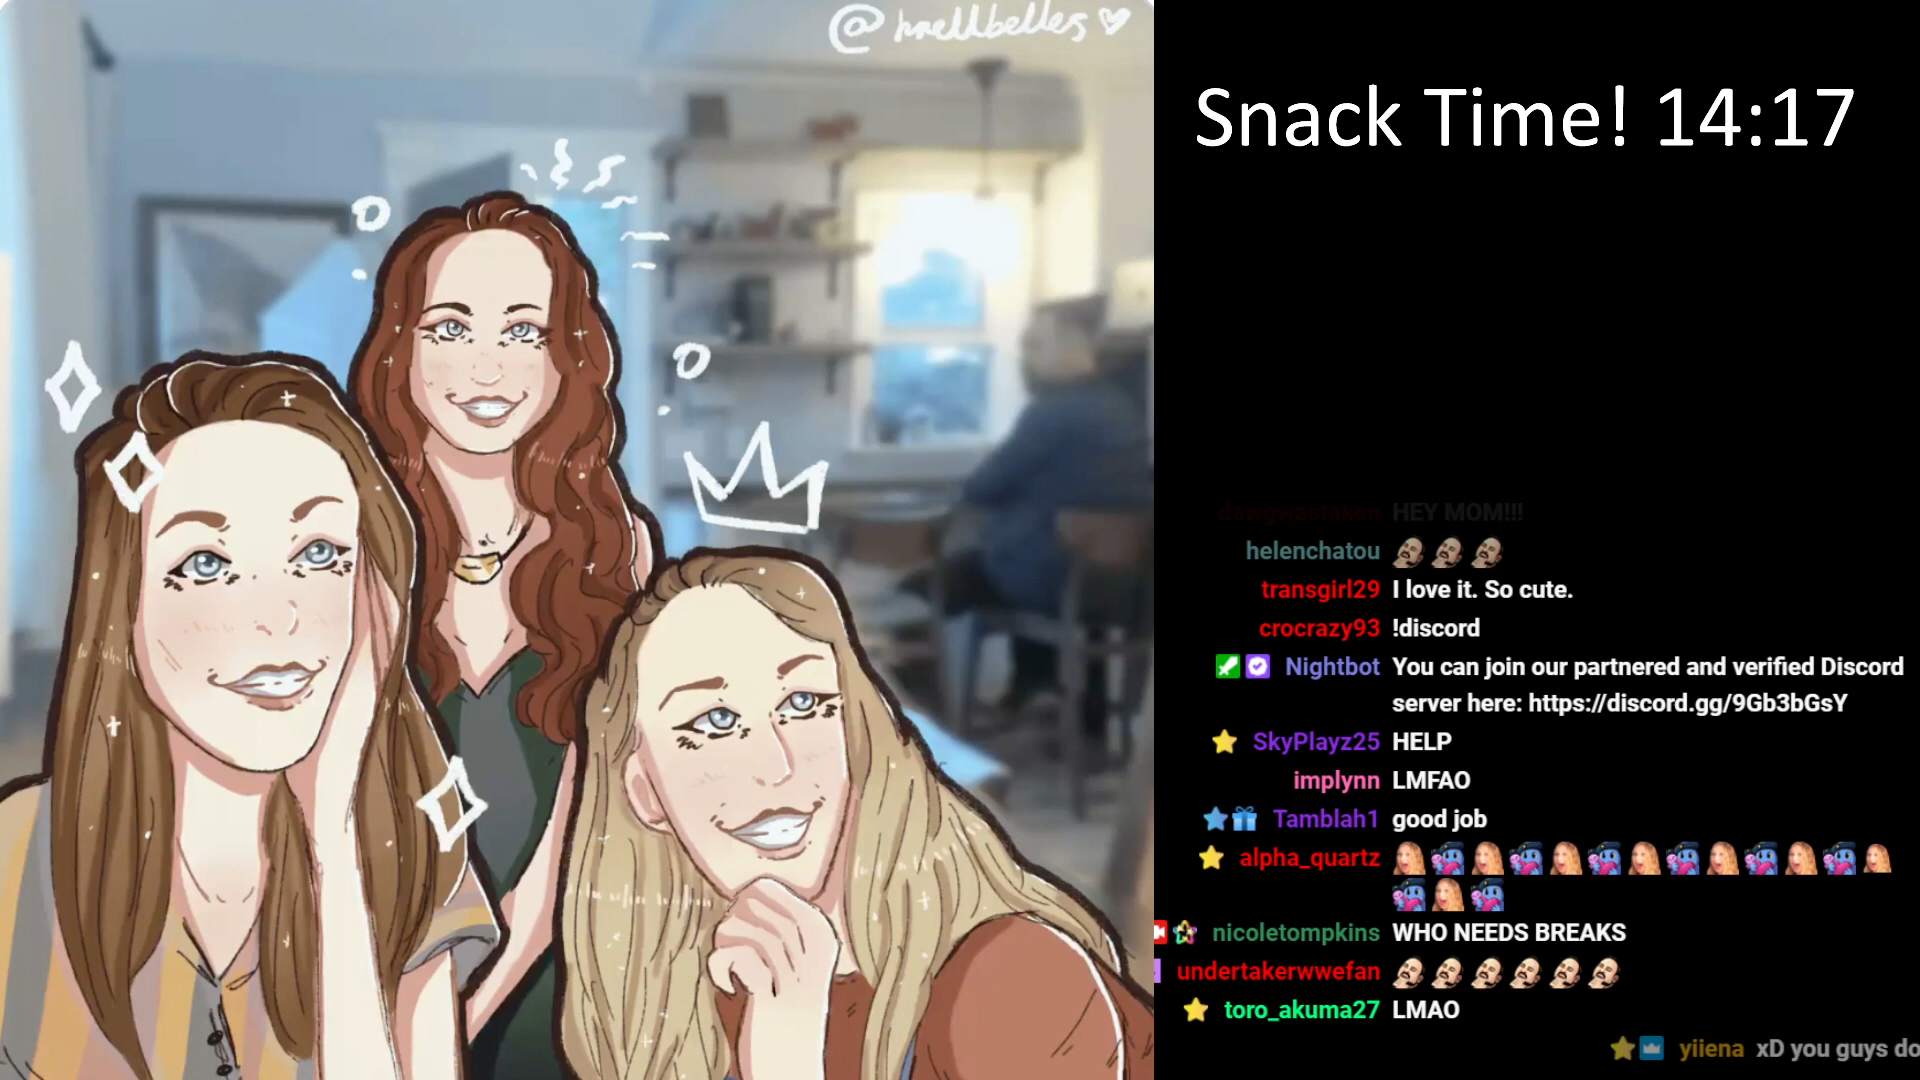 @knellbelles
Snack Time! 14:17
dawgwastaken HEY MOM!!!
helenchatou
transgirl29 I love it. So cute.
crocrazy93 !discord
Nightbot You can join our partnered and verified Discord
server here: https://discord.gg/9Gb3bGsY
SkyPlayz25 HELP
implynn LMFAO
Tamblah1 good job
alpha_quartz
nicoletompkins WHO NEEDS BREAKS
undertakerwwefan
toro_akuma27 LMAO
yiiena xD you guys do